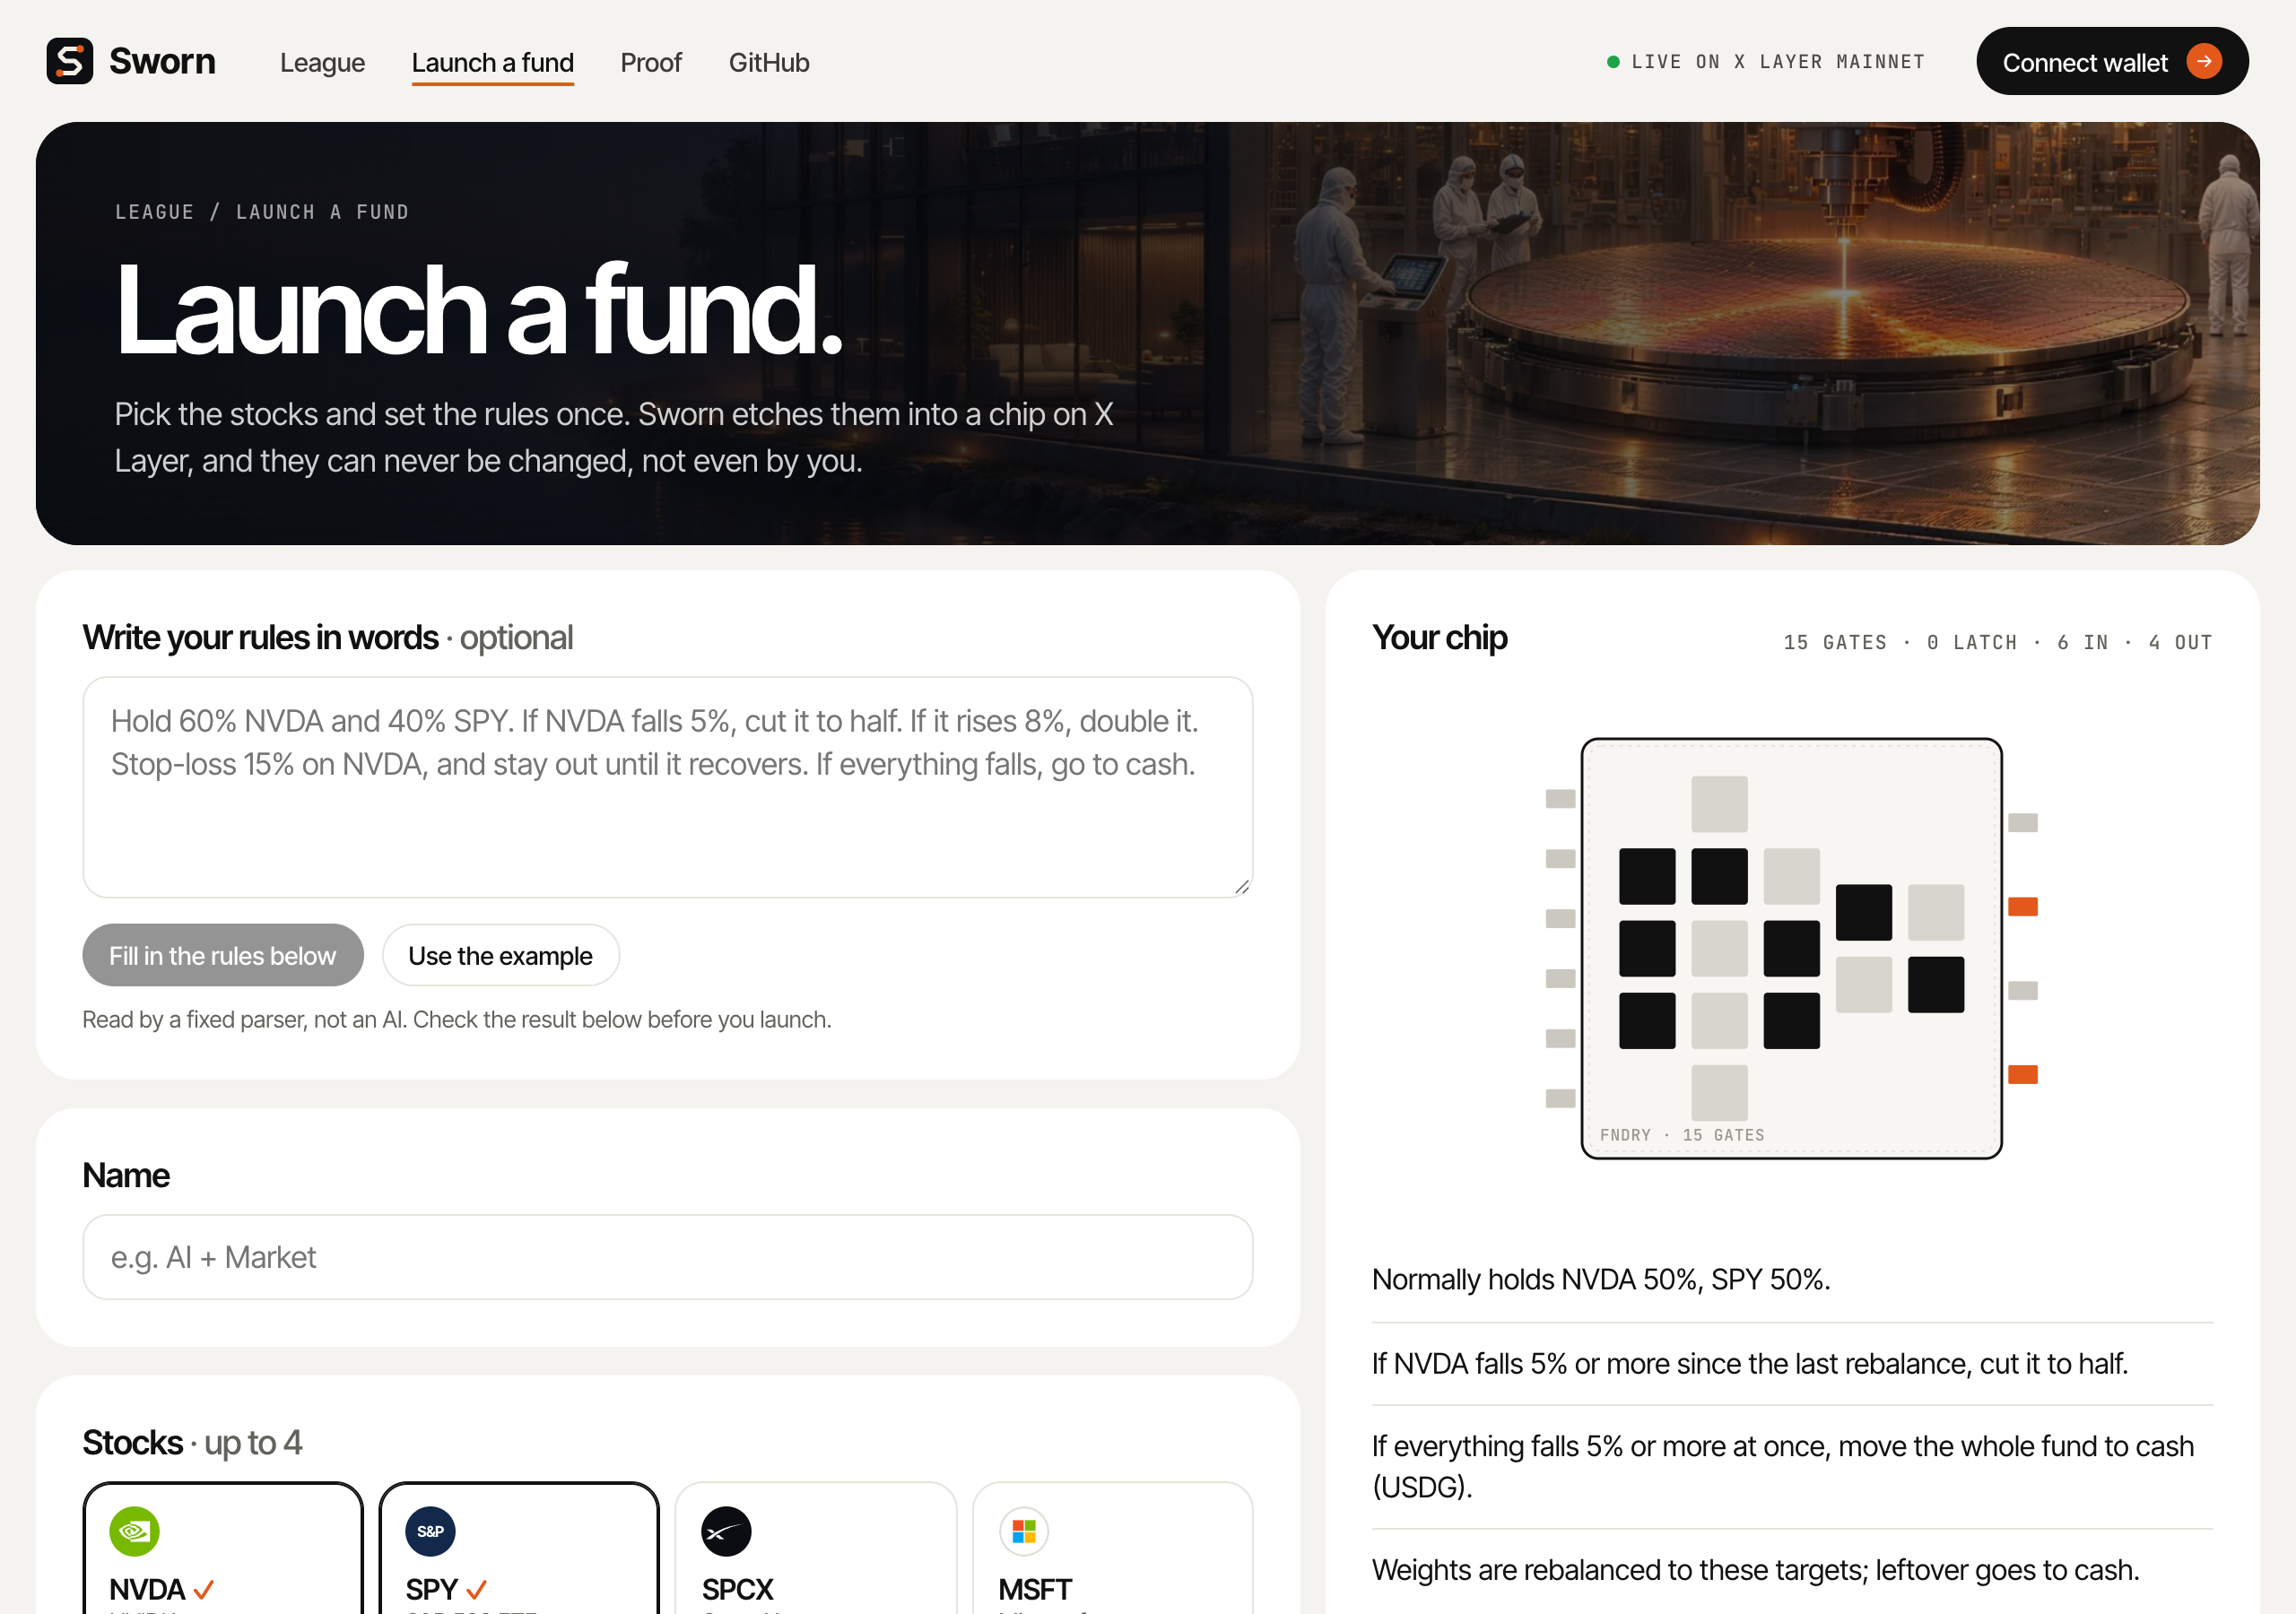 Sworn
League
Launch a fund
Proof
GitHub
LIVE ON X LAYER MAINNET
Connect wallet
LEAGUE / LAUNCH A FUND
Launch a fund.
Pick the stocks and set the rules once. Sworn etches them into a chip on X
Layer, and they can never be changed, not even by you.
Write your rules in words · optional
Hold 60% NVDA and 40% SPY. If NVDA falls 5%, cut it to half. If it rises 8%, double it.
Stop-loss 15% on NVDA, and stay out until it recovers. If everything falls, go to cash.
Fill in the rules below
Use the example
Read by a fixed parser, not an AI. Check the result below before you launch.
Name
e.g. AI + Market
Stocks · up to 4
NVDA
S&P
SPY
SPCX
MSFT
Your chip
15 GATES · 0 LATCH · 6 IN · 4 OUT
FNDRY · 15 GATES
Normally holds NVDA 50%, SPY 50%.
If NVDA falls 5% or more since the last rebalance, cut it to half.
If everything falls 5% or more at once, move the whole fund to cash
(USDG).
Weights are rebalanced to these targets; leftover goes to cash.